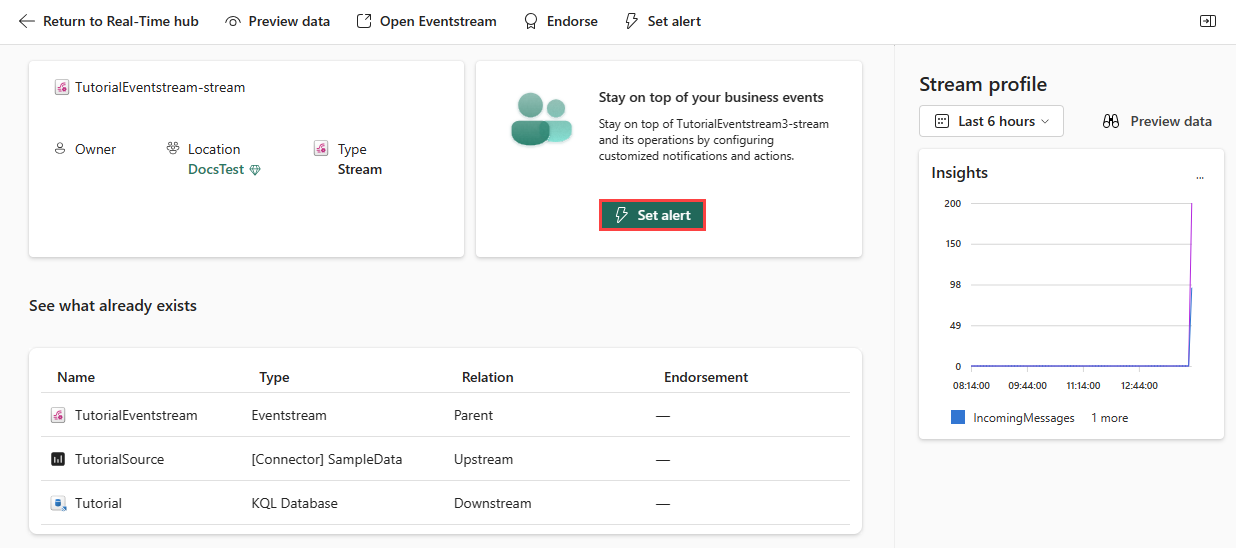 Return to Real-Time hub Preview data Open Eventstream Endorse Set alert
TutorialEventstream-stream
Owner Location Type
DocsTest Stream
Stay on top of your business events
Stay on top of TutorialEventstream3-stream
and its operations by configuring
customized notifications and actions.
Set alert
See what already exists
Name Type Relation Endorsement
TutorialEventstream Eventstream Parent —
TutorialSource [Connector] SampleData Upstream —
Tutorial KQL Database Downstream —
Stream profile
Last 6 hours Preview data
Insights ...
200
150
98
49
0
08:14:00 09:44:00 11:14:00 12:44:00
IncomingMessages 1 more